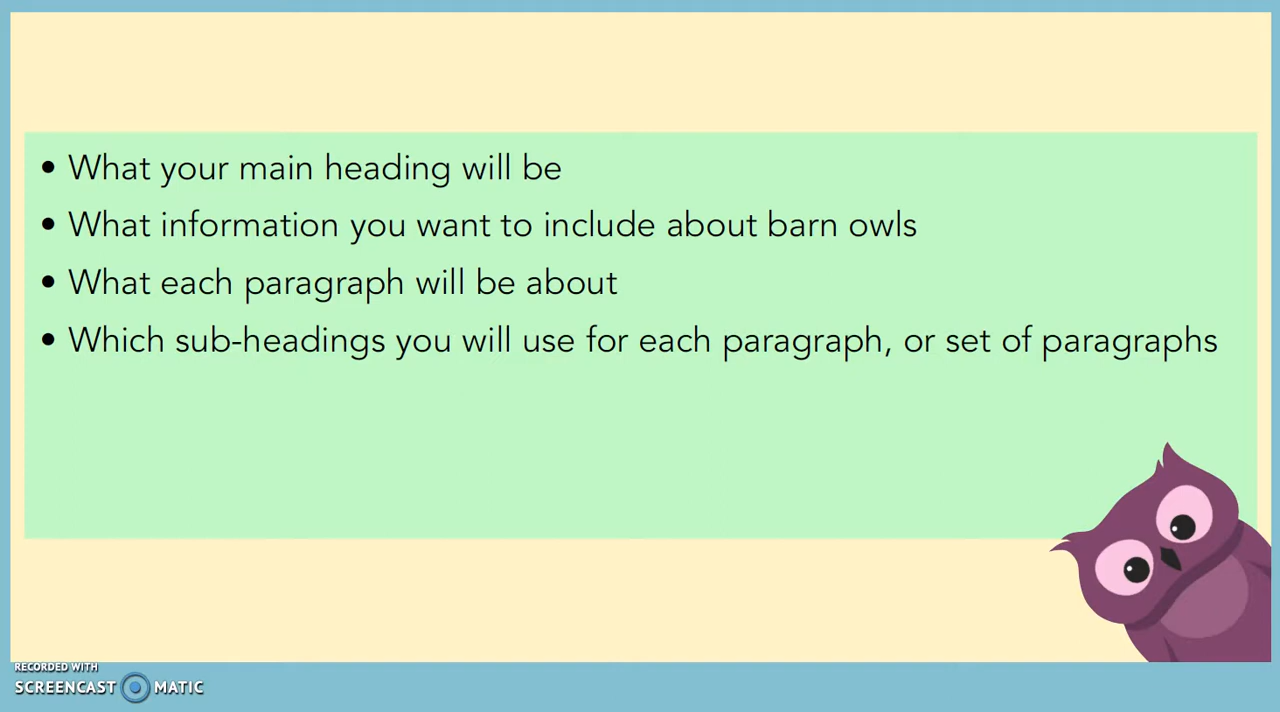 • What your main heading will be
• What information you want to include about barn owls
• What each paragraph will be about
• Which sub-headings you will use for each paragraph, or set of paragraphs
RECORDED WITH
SCREENCAST MATIC